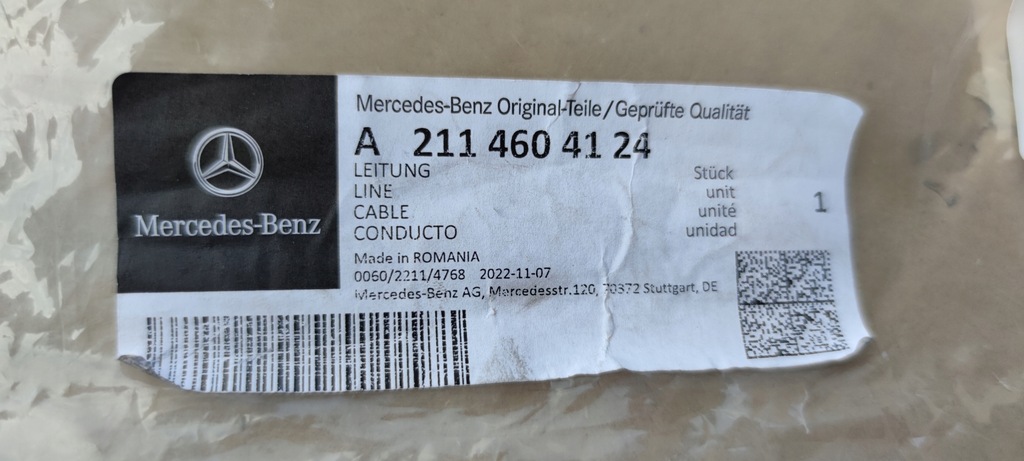 Mercedes-Benz
Mercedes-Benz Original-Teile/Geprüfte Qualität
A 211 460 41 24
LEITUNG Stück
LINE unit
CABLE unité 1
CONDUCTO unidad
Made in ROMANIA
0060/2211/4768 2022-11-07
Mercedes-Benz AG, Mercedesstr.120, 70372 Stuttgart, DE